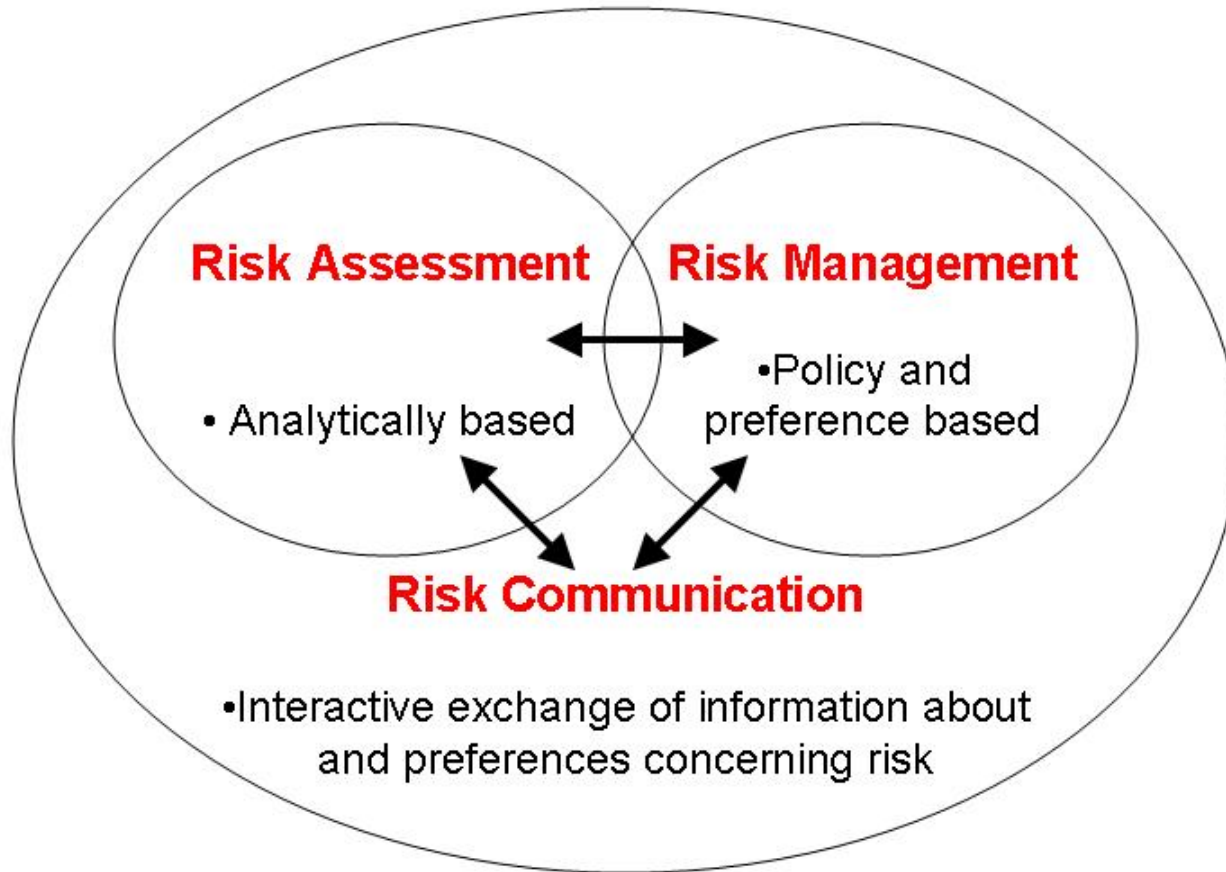 Risk Assessment
Risk Management
• Analytically based
•Policy and
preference based
Risk Communication
•Interactive exchange of information about
and preferences concerning risk